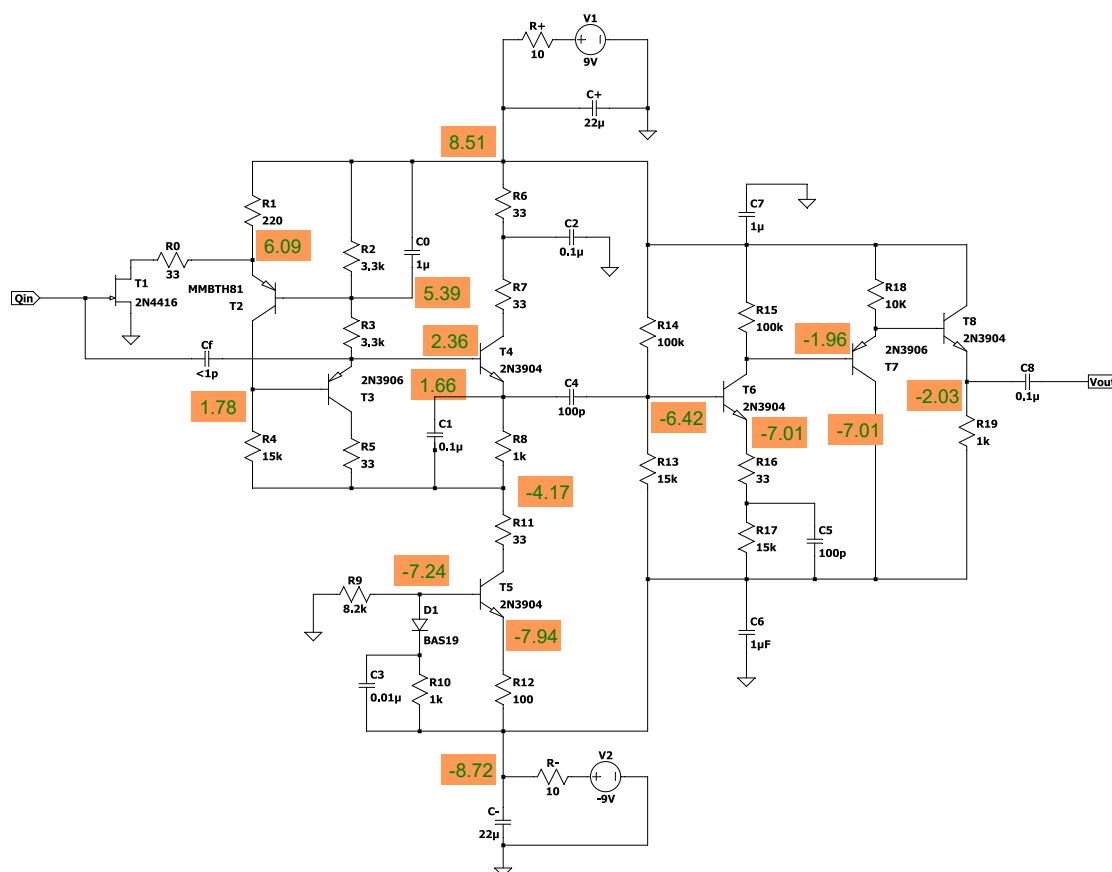 R+
10
V1
9V
C+
22µ
8.51
R1
220
R0
33
6.09
T1
2N4416
Qin
MMBTH81
T2
R2
3.3k
C0
1µ
5.39
R3
3.3k
R6
33
C2
0.1µ
R7
33
Cf
<1p
2.36
T4
2N3904
2N3906
T3
1.78
1.66
C4
100p
C1
0.1µ
R8
1k
R4
15k
R5
33
-4.17
R11
33
R9
8.2k
-7.24
T5
2N3904
D1
BAS19
-7.94
C3
0.01µ
R10
1k
R12
100
-8.72
R-
10
V2
-9V
C-
22µ
C7
1µ
R14
100k
R15
100k
R18
10K
T8
2N3904
-1.96
2N3906
T7
T6
2N3904
-6.42
-7.01
-7.01
-2.03
C8
0.1µ
Vout
R13
15k
R16
33
R19
1k
R17
15k
C5
100p
C6
1µF